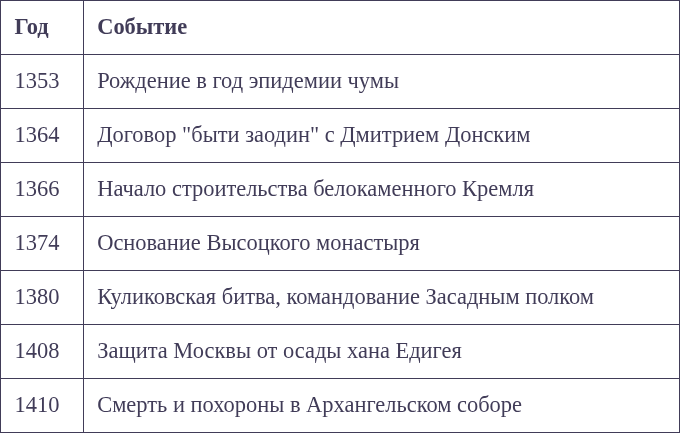 Год Событие
1353 Рождение в год эпидемии чумы
1364 Договор "быти заодин" с Дмитрием Донским
1366 Начало строительства белокаменного Кремля
1374 Основание Высоцкого монастыря
1380 Куликовская битва, командование Засадным полком
1408 Защита Москвы от осады хана Едигея
1410 Смерть и похороны в Архангельском соборе